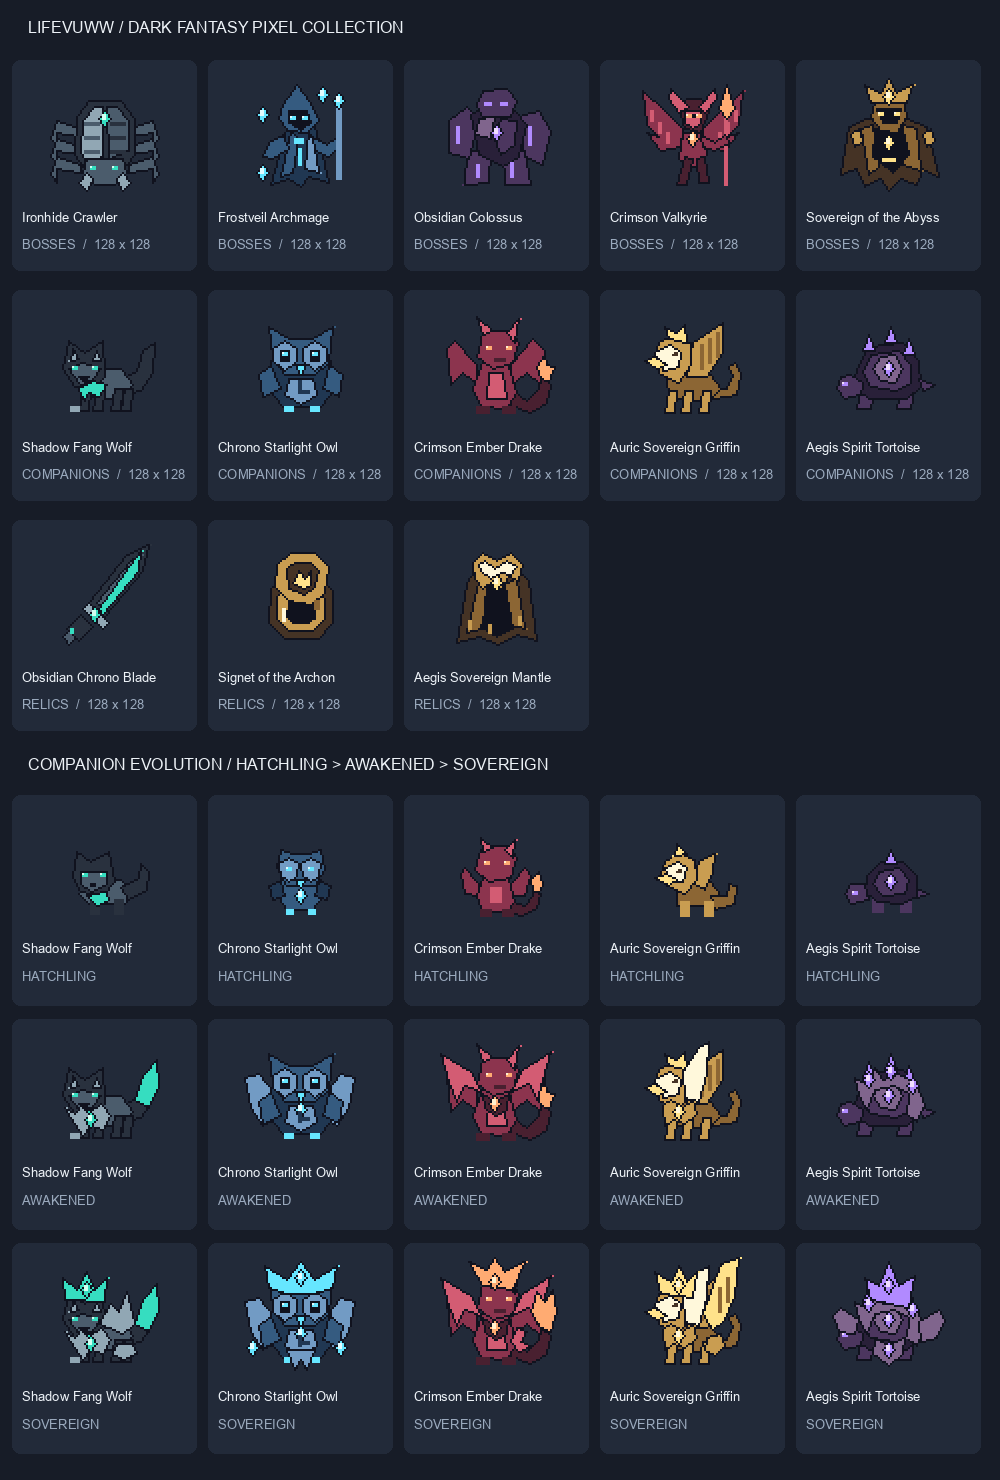 LIFEVUWW / DARK FANTASY PIXEL COLLECTION
Ironhide Crawler
BOSSES / 128 x 128
Frostveil Archmage
BOSSES / 128 x 128
Obsidian Colossus
BOSSES / 128 x 128
Crimson Valkyrie
BOSSES / 128 x 128
Sovereign of the Abyss
BOSSES / 128 x 128
Shadow Fang Wolf
COMPANIONS / 128 x 128
Chrono Starlight Owl
COMPANIONS / 128 x 128
Crimson Ember Drake
COMPANIONS / 128 x 128
Auric Sovereign Griffin
COMPANIONS / 128 x 128
Aegis Spirit Tortoise
COMPANIONS / 128 x 128
Obsidian Chrono Blade
RELICS / 128 x 128
Signet of the Archon
RELICS / 128 x 128
Aegis Sovereign Mantle
RELICS / 128 x 128
COMPANION EVOLUTION / HATCHLING > AWAKENED > SOVEREIGN
Shadow Fang Wolf
HATCHLING
Chrono Starlight Owl
HATCHLING
Crimson Ember Drake
HATCHLING
Auric Sovereign Griffin
HATCHLING
Aegis Spirit Tortoise
HATCHLING
Shadow Fang Wolf
AWAKENED
Chrono Starlight Owl
AWAKENED
Crimson Ember Drake
AWAKENED
Auric Sovereign Griffin
AWAKENED
Aegis Spirit Tortoise
AWAKENED
Shadow Fang Wolf
SOVEREIGN
Chrono Starlight Owl
SOVEREIGN
Crimson Ember Drake
SOVEREIGN
Auric Sovereign Griffin
SOVEREIGN
Aegis Spirit Tortoise
SOVEREIGN